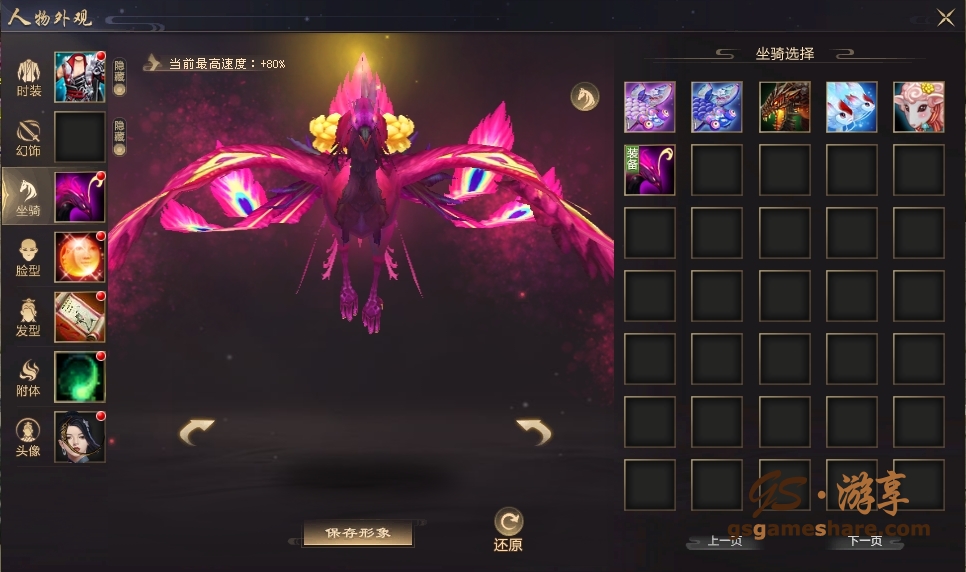 人物外观
时装
隐藏
幻饰
隐藏
坐骑
脸型
发型
附体
头像
当前最高速度：+80%
保存形象
还原
坐骑选择
装备
上一页
下一页
GS·游享
gsgameshare.com